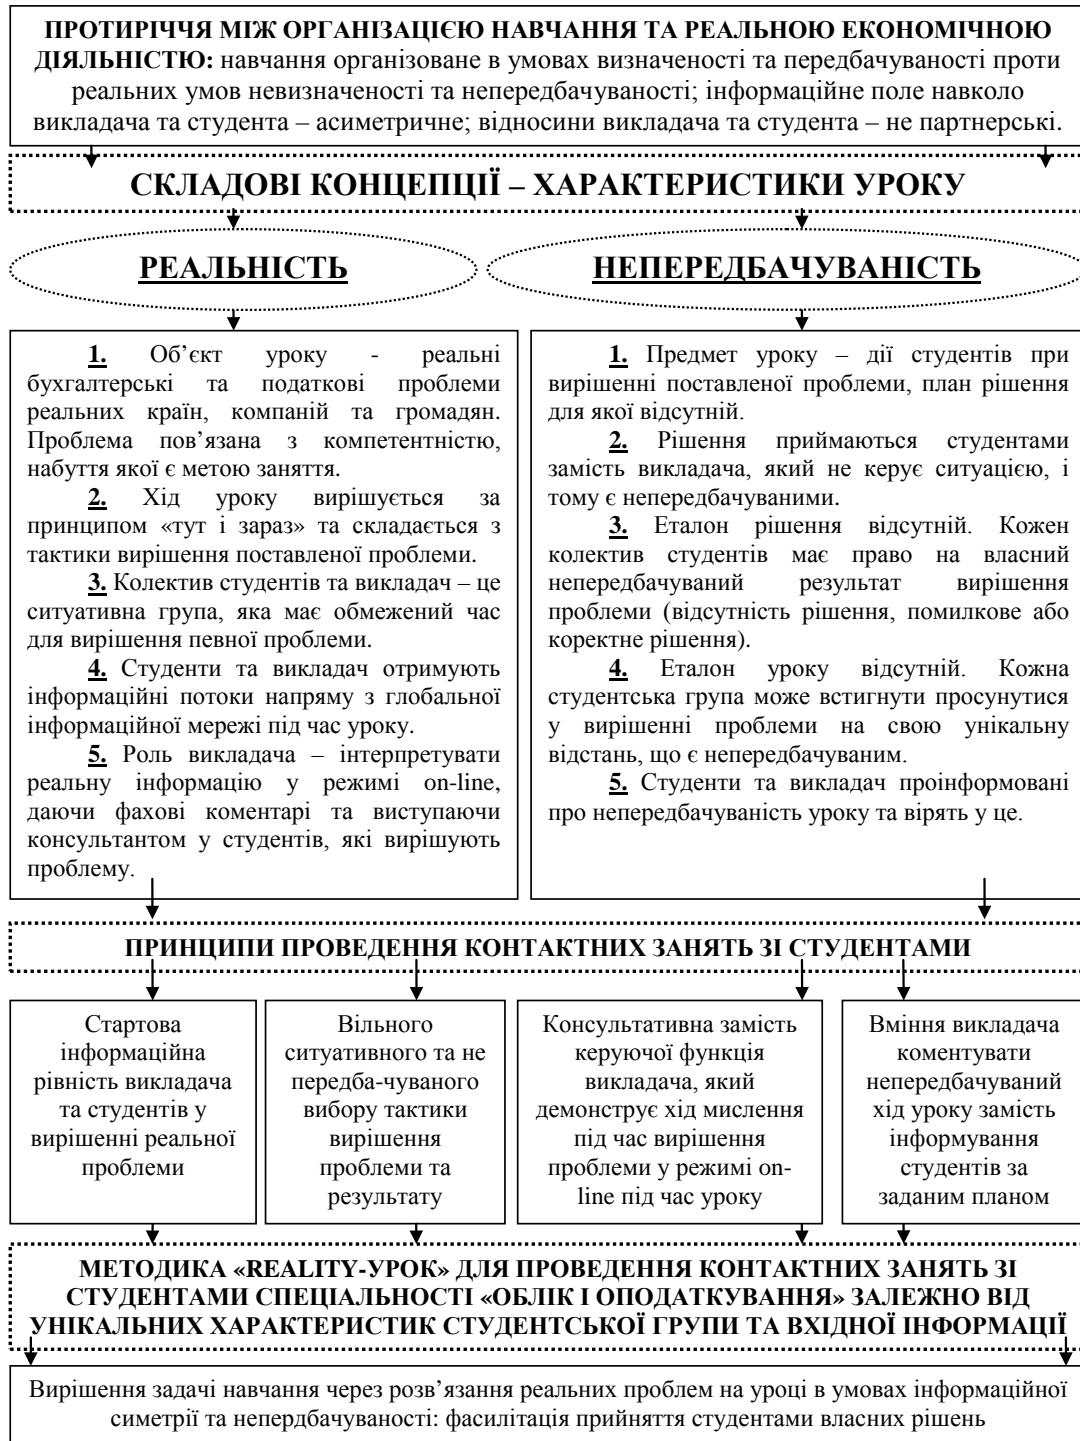 ПРОТИРІЧЧЯ МІЖ ОРГАНІЗАЦІЄЮ НАВЧАННЯ ТА РЕАЛЬНОЮ ЕКОНОМІЧНОЮ
ДІЯЛЬНІСТЮ: навчання організоване в умовах визначеності та передбачуваності проти
реальних умов невизначеності та непередбачуваності; інформаційне поле навколо
викладача та студента – асиметричне; відносини викладача та студента – не партнерські.
СКЛАДОВІ КОНЦЕПЦІЇ – ХАРАКТЕРИСТИКИ УРОКУ
РЕАЛЬНІСТЬ
НЕПЕРЕДБАЧУВАНІСТЬ
1. Об’єкт уроку - реальні
бухгалтерські та податкові проблеми
реальних країн, компаній та громадян.
Проблема пов’язана з компетентністю,
набуття якої є метою заняття.
2. Хід уроку вирішується за
принципом «тут і зараз» та складається з
тактики вирішення поставленої проблеми.
3. Колектив студентів та викладач – це
ситуативна група, яка має обмежений час
для вирішення певної проблеми.
4. Студенти та викладач отримують
інформаційні потоки напряму з глобальної
інформаційної мережі під час уроку.
5. Роль викладача – інтерпретувати
реальну інформацію у режимі on-line,
даючи фахові коментарі та виступаючи
консультантом у студентів, які вирішують
проблему.
1. Предмет уроку – дії студентів при
вирішенні поставленої проблеми, план рішення
для якої відсутній.
2. Рішення приймаються студентами
замість викладача, який не керує ситуацією, і
тому є непередбачуваними.
3. Еталон рішення відсутній. Кожен
колектив студентів має право на власний
непередбачуваний результат вирішення
проблеми (відсутність рішення, помилкове або
коректне рішення).
4. Еталон уроку відсутній. Кожна
студентська група може встигнути просунутися
у вирішенні проблеми на свою унікальну
відстань, що є непередбачуваним.
5. Студенти та викладач проінформовані
про непередбачуваність уроку та вірять у це.
ПРИНЦИПИ ПРОВЕДЕННЯ КОНТАКТНИХ ЗАНЯТЬ ЗІ СТУДЕНТАМИ
Стартова
інформаційна
рівність викладача
та студентів у
вирішенні реальної
проблеми
Вільного
ситуативного та не
передба-чуваного
вибору тактики
вирішення
проблеми та
результату
Консультативна замість
керуючої функція
викладача, який
демонструє хід мислення
під час вирішення
проблеми у режимі on-
line під час уроку
Вміння викладача
коментувати
непередбачуваний
хід уроку замість
інформування
студентів за
заданим планом
МЕТОДИКА «REALITY-УРОК» ДЛЯ ПРОВЕДЕННЯ КОНТАКТНИХ ЗАНЯТЬ ЗІ
СТУДЕНТАМИ СПЕЦІАЛЬНОСТІ «ОБЛІК І ОПОДАТКУВАННЯ» ЗАЛЕЖНО ВІД
УНІКАЛЬНИХ ХАРАКТЕРИСТИК СТУДЕНТСЬКОЇ ГРУПИ ТА ВХІДНОЇ ІНФОРМАЦІЇ
Вирішення задачі навчання через розв’язання реальних проблем на уроці в умовах інформаційної
симетрії та непердбачуваності: фасилітація прийняття студентами власних рішень